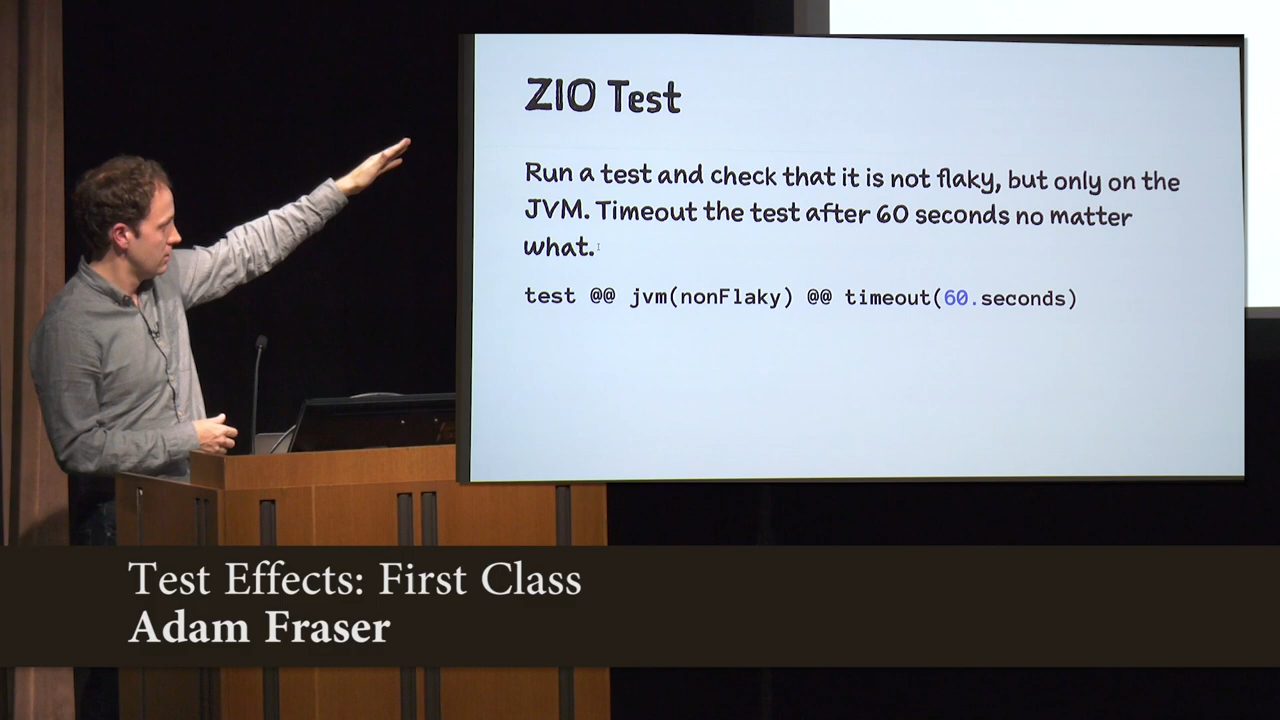 ZIO Test
Run a test and check that it is not flaky, but only on the
JVM. Timeout the test after 60 seconds no matter
what.
test @@ jvm(nonFlaky) @@ timeout(60.seconds)
Test Effects: First Class
Adam Fraser